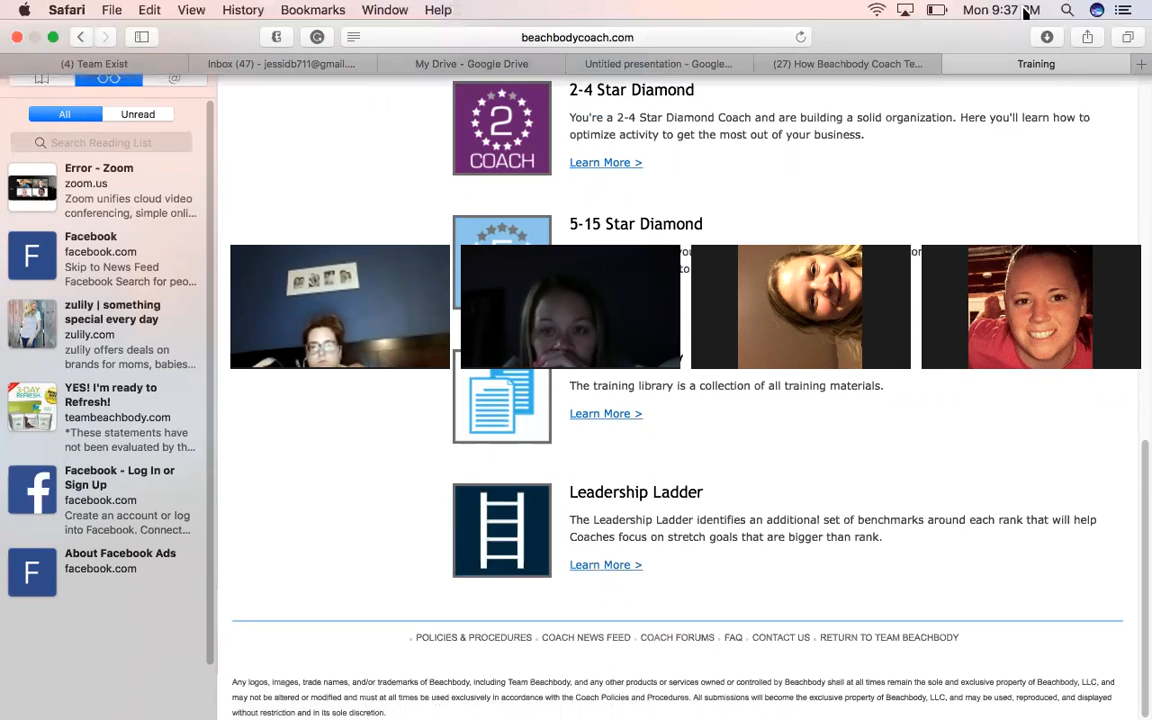 Safari File Edit View History Bookmarks Window Help Mon 9:37 PM
beachbodycoach.com
(4) Team Exist Inbox (47) - jessidb711@gmail.... My Drive - Google Drive Untitled presentation - Google... (27) How Beachbody Coach Te... Training
All Unread
Search Reading List
Error - Zoom
zoom.us
Zoom unifies cloud video
conferencing, simple onli...
Facebook
facebook.com
Skip to News Feed
Facebook Search for peo...
zulily | something
special every day
zulily.com
zulily offers deals on
brands for moms, babies...
YES! I'm ready to
Refresh!
teambeachbody.com
*These statements have
not been evaluated by th...
Facebook - Log In or
Sign Up
facebook.com
Create an account or log
into Facebook. Connect...
About Facebook Ads
facebook.com
2
COACH
2-4 Star Diamond
You're a 2-4 Star Diamond Coach and are building a solid organization. Here you'll learn how to
optimize activity to get the most out of your business.
Learn More >
5-15 Star Diamond
The training library is a collection of all training materials.
Learn More >
Leadership Ladder
The Leadership Ladder identifies an additional set of benchmarks around each rank that will help
Coaches focus on stretch goals that are bigger than rank.
Learn More >
POLICIES & PROCEDURES COACH NEWS FEED COACH FORUMS FAQ CONTACT US RETURN TO TEAM BEACHBODY
Any logos, images, trade names, and/or trademarks of Beachbody, including Team Beachbody, and any other products or services owned or controlled by Beachbody shall at all times remain the sole and exclusive property of Beachbody, LLC, and
may not be altered or modified and must at all times be used exclusively in accordance with the Coach Policies and Procedures. All submissions will become the exclusive property of Beachbody, LLC, and may be used, reproduced, and displayed
without restriction and in its sole discretion.